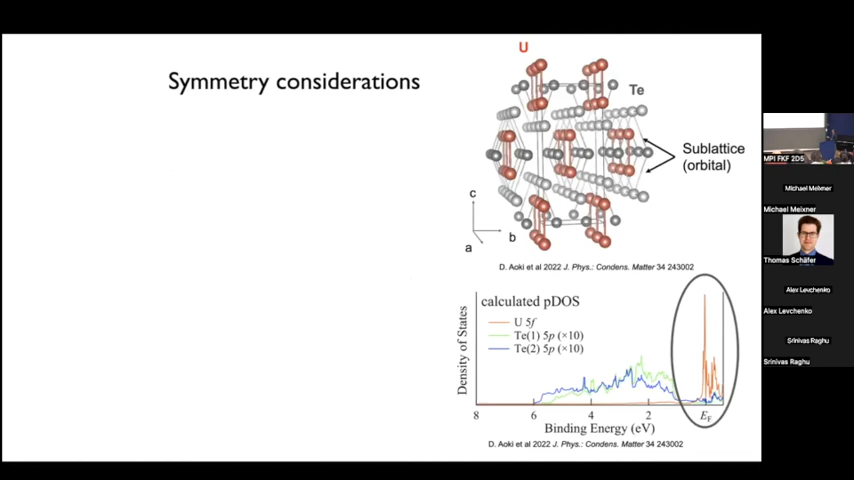 Symmetry considerations
U
Te
Sublattice
(orbital)
c
b
a
D. Aoki et al 2022 J. Phys.: Condens. Matter 34 243002
calculated pDOS
U 5f
Te(1) 5p (×10)
Te(2) 5p (×10)
Density of States
8 6 4 2 EF
Binding Energy (eV)
D. Aoki et al 2022 J. Phys.: Condens. Matter 34 243002
MPI FKF 2D5
Michael Meixner
Michael Meixner
Thomas Schäfer
Alex Levchenko
Alex Levchenko
Srinivas Raghu
Srinivas Raghu